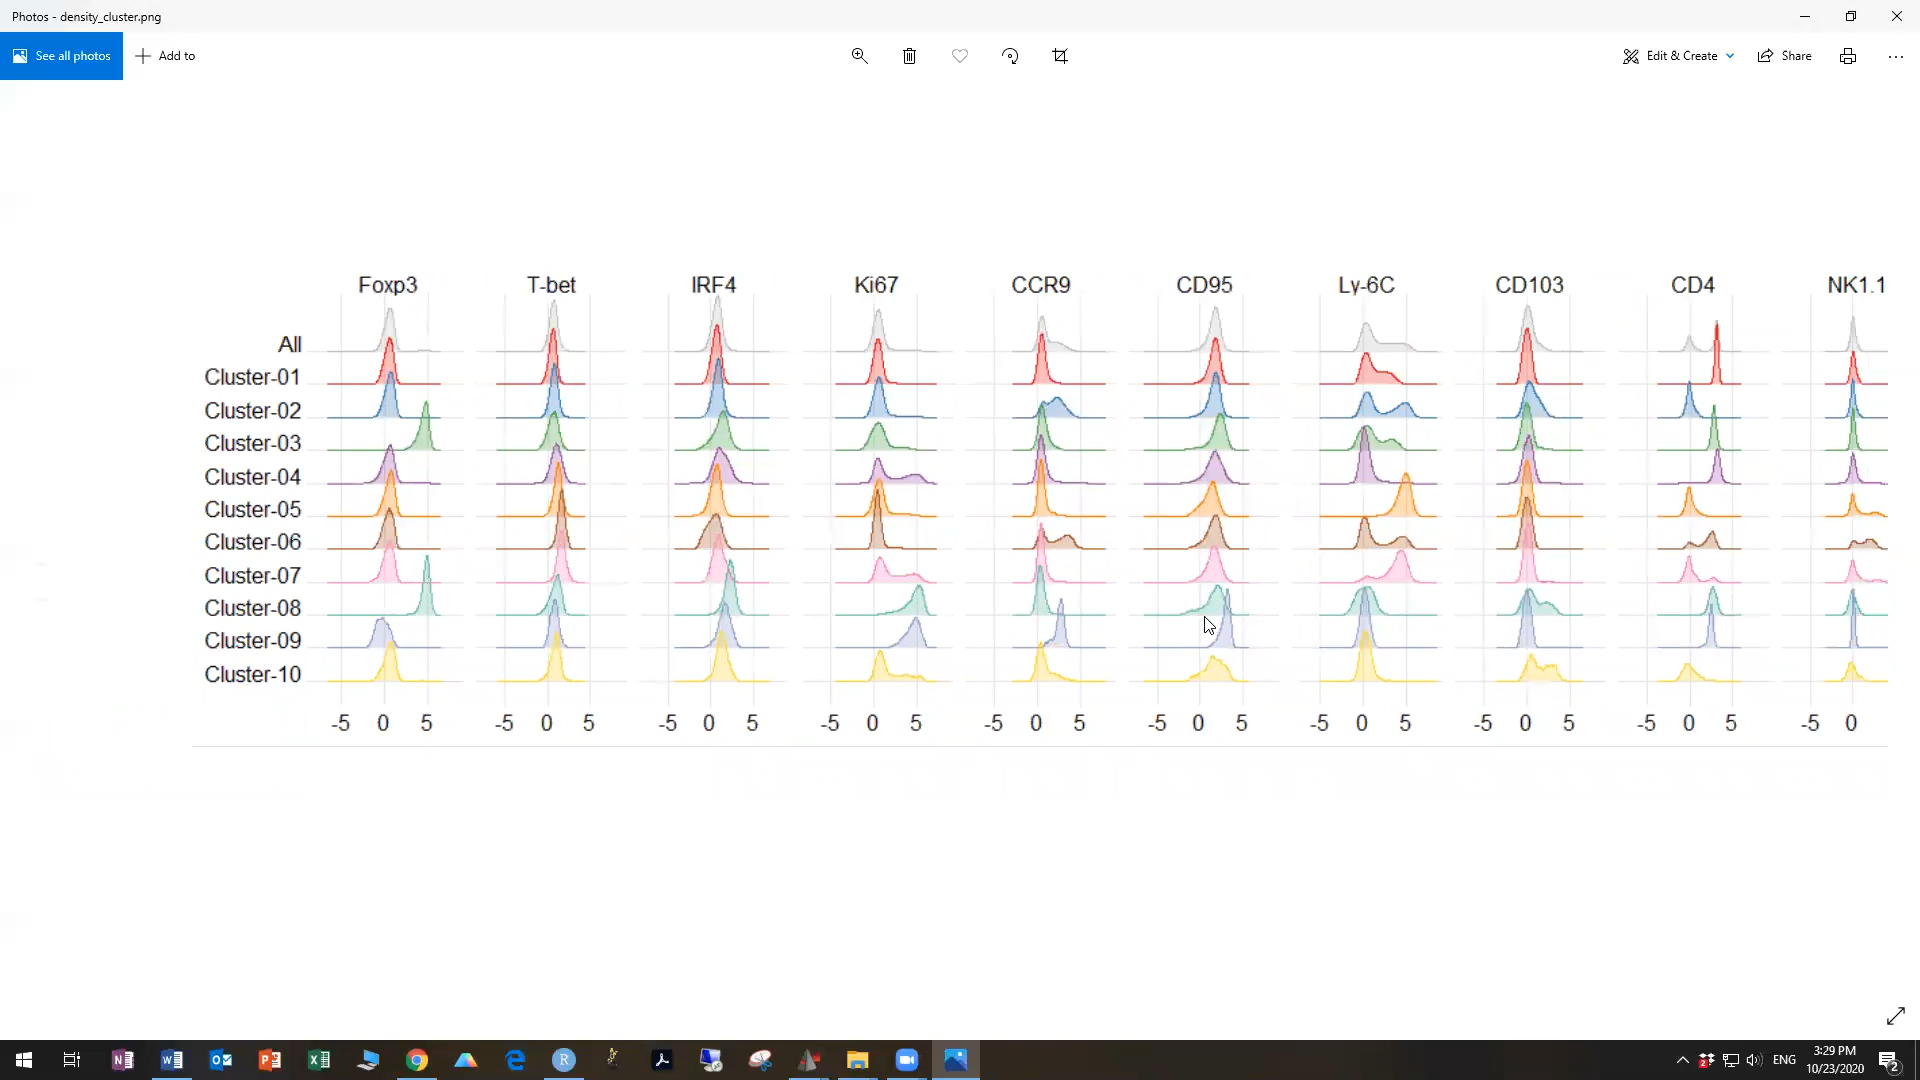 Photos - density_cluster.png
See all photos
Add to
Edit & Create
Share
Foxp3 T-bet IRF4 Ki67 CCR9 CD95 Ly-6C CD103 CD4 NK1.1
All
Cluster-01
Cluster-02
Cluster-03
Cluster-04
Cluster-05
Cluster-06
Cluster-07
Cluster-08
Cluster-09
Cluster-10
-5 0 5 -5 0 5 -5 0 5 -5 0 5 -5 0 5 -5 0 5 -5 0 5 -5 0 5 -5 0 5 -5 0
ENG
3:29 PM
10/23/2020
2